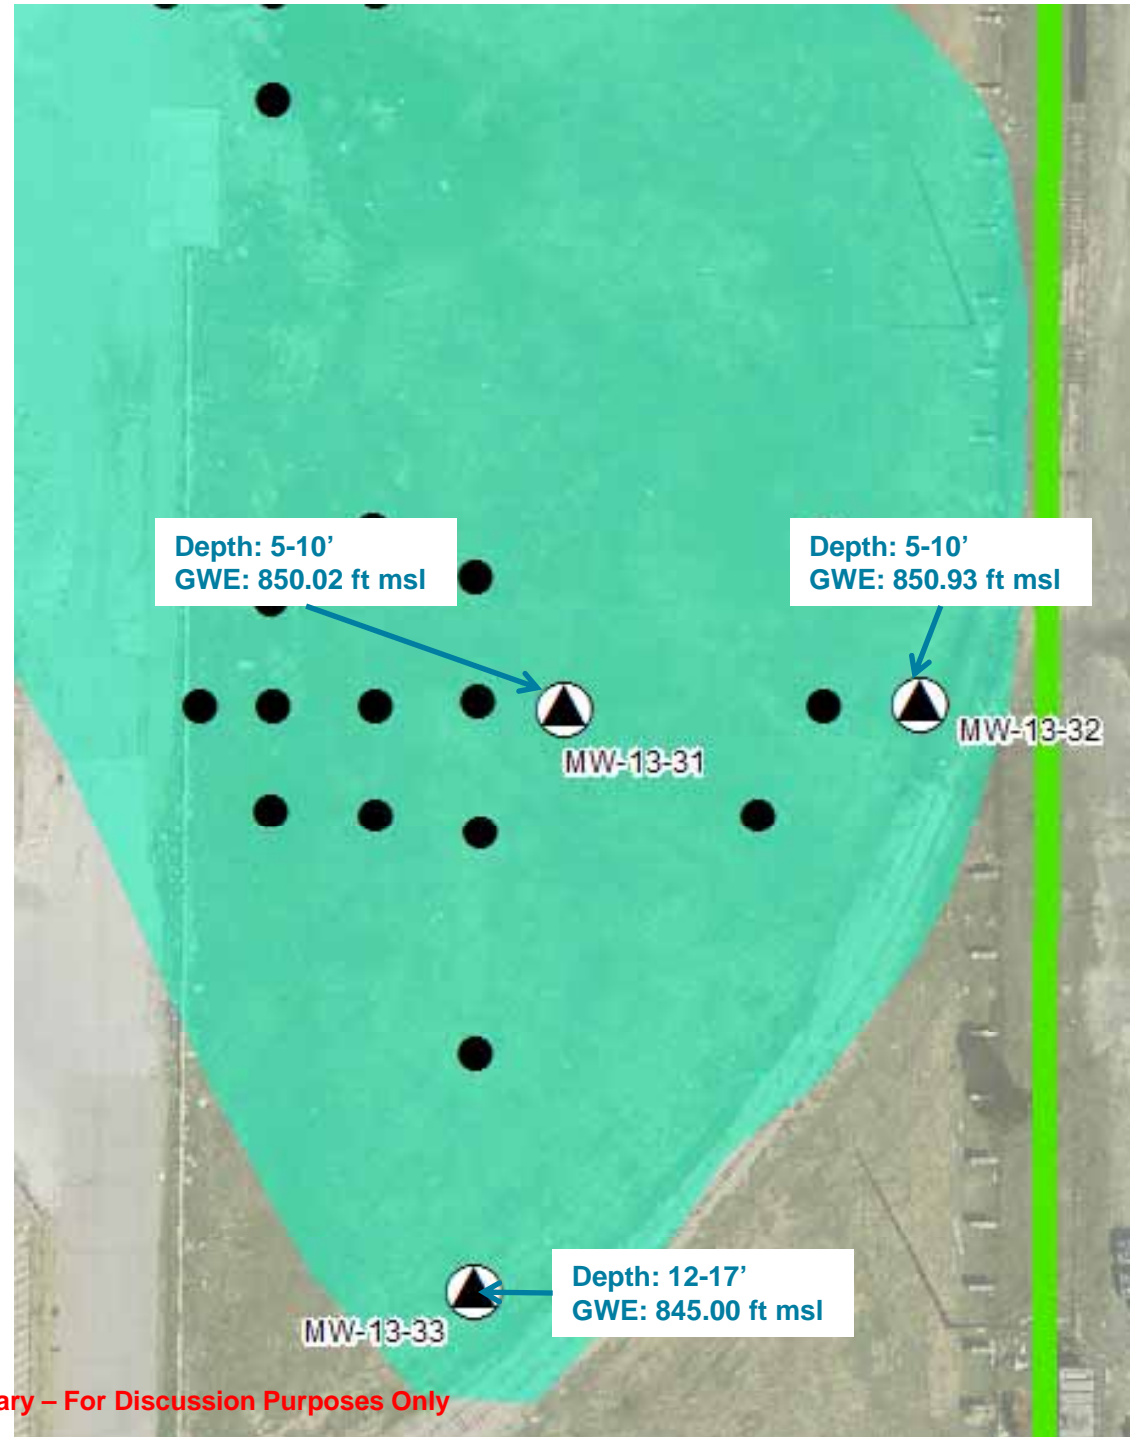 Depth: 5-10’
GWE: 850.02 ft msl
Depth: 5-10’
GWE: 850.93 ft msl
MW-13-31
MW-13-32
Depth: 12-17’
GWE: 845.00 ft msl
MW-13-33
ary – For Discussion Purposes Only